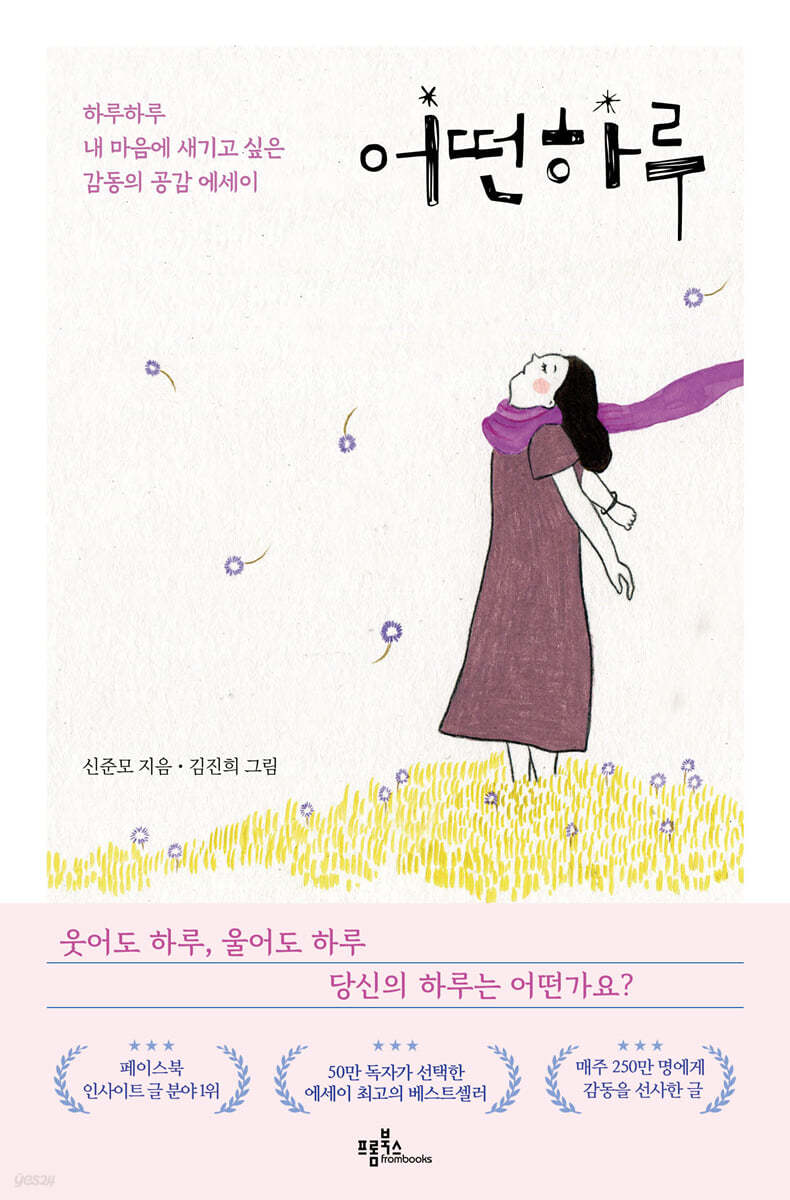 하루하루
내 마음에 새기고 싶은
감동의 공감 에세이
어떤하루
신준모 지음 · 김진희 그림
웃어도 하루, 울어도 하루
당신의 하루는 어떤가요?
페이스북
인사이트 글 분야 1위
50만 독자가 선택한
에세이 최고의 베스트셀러
매주 250만 명에게
감동을 선사한 글
프롬북스
frombooks
yes24